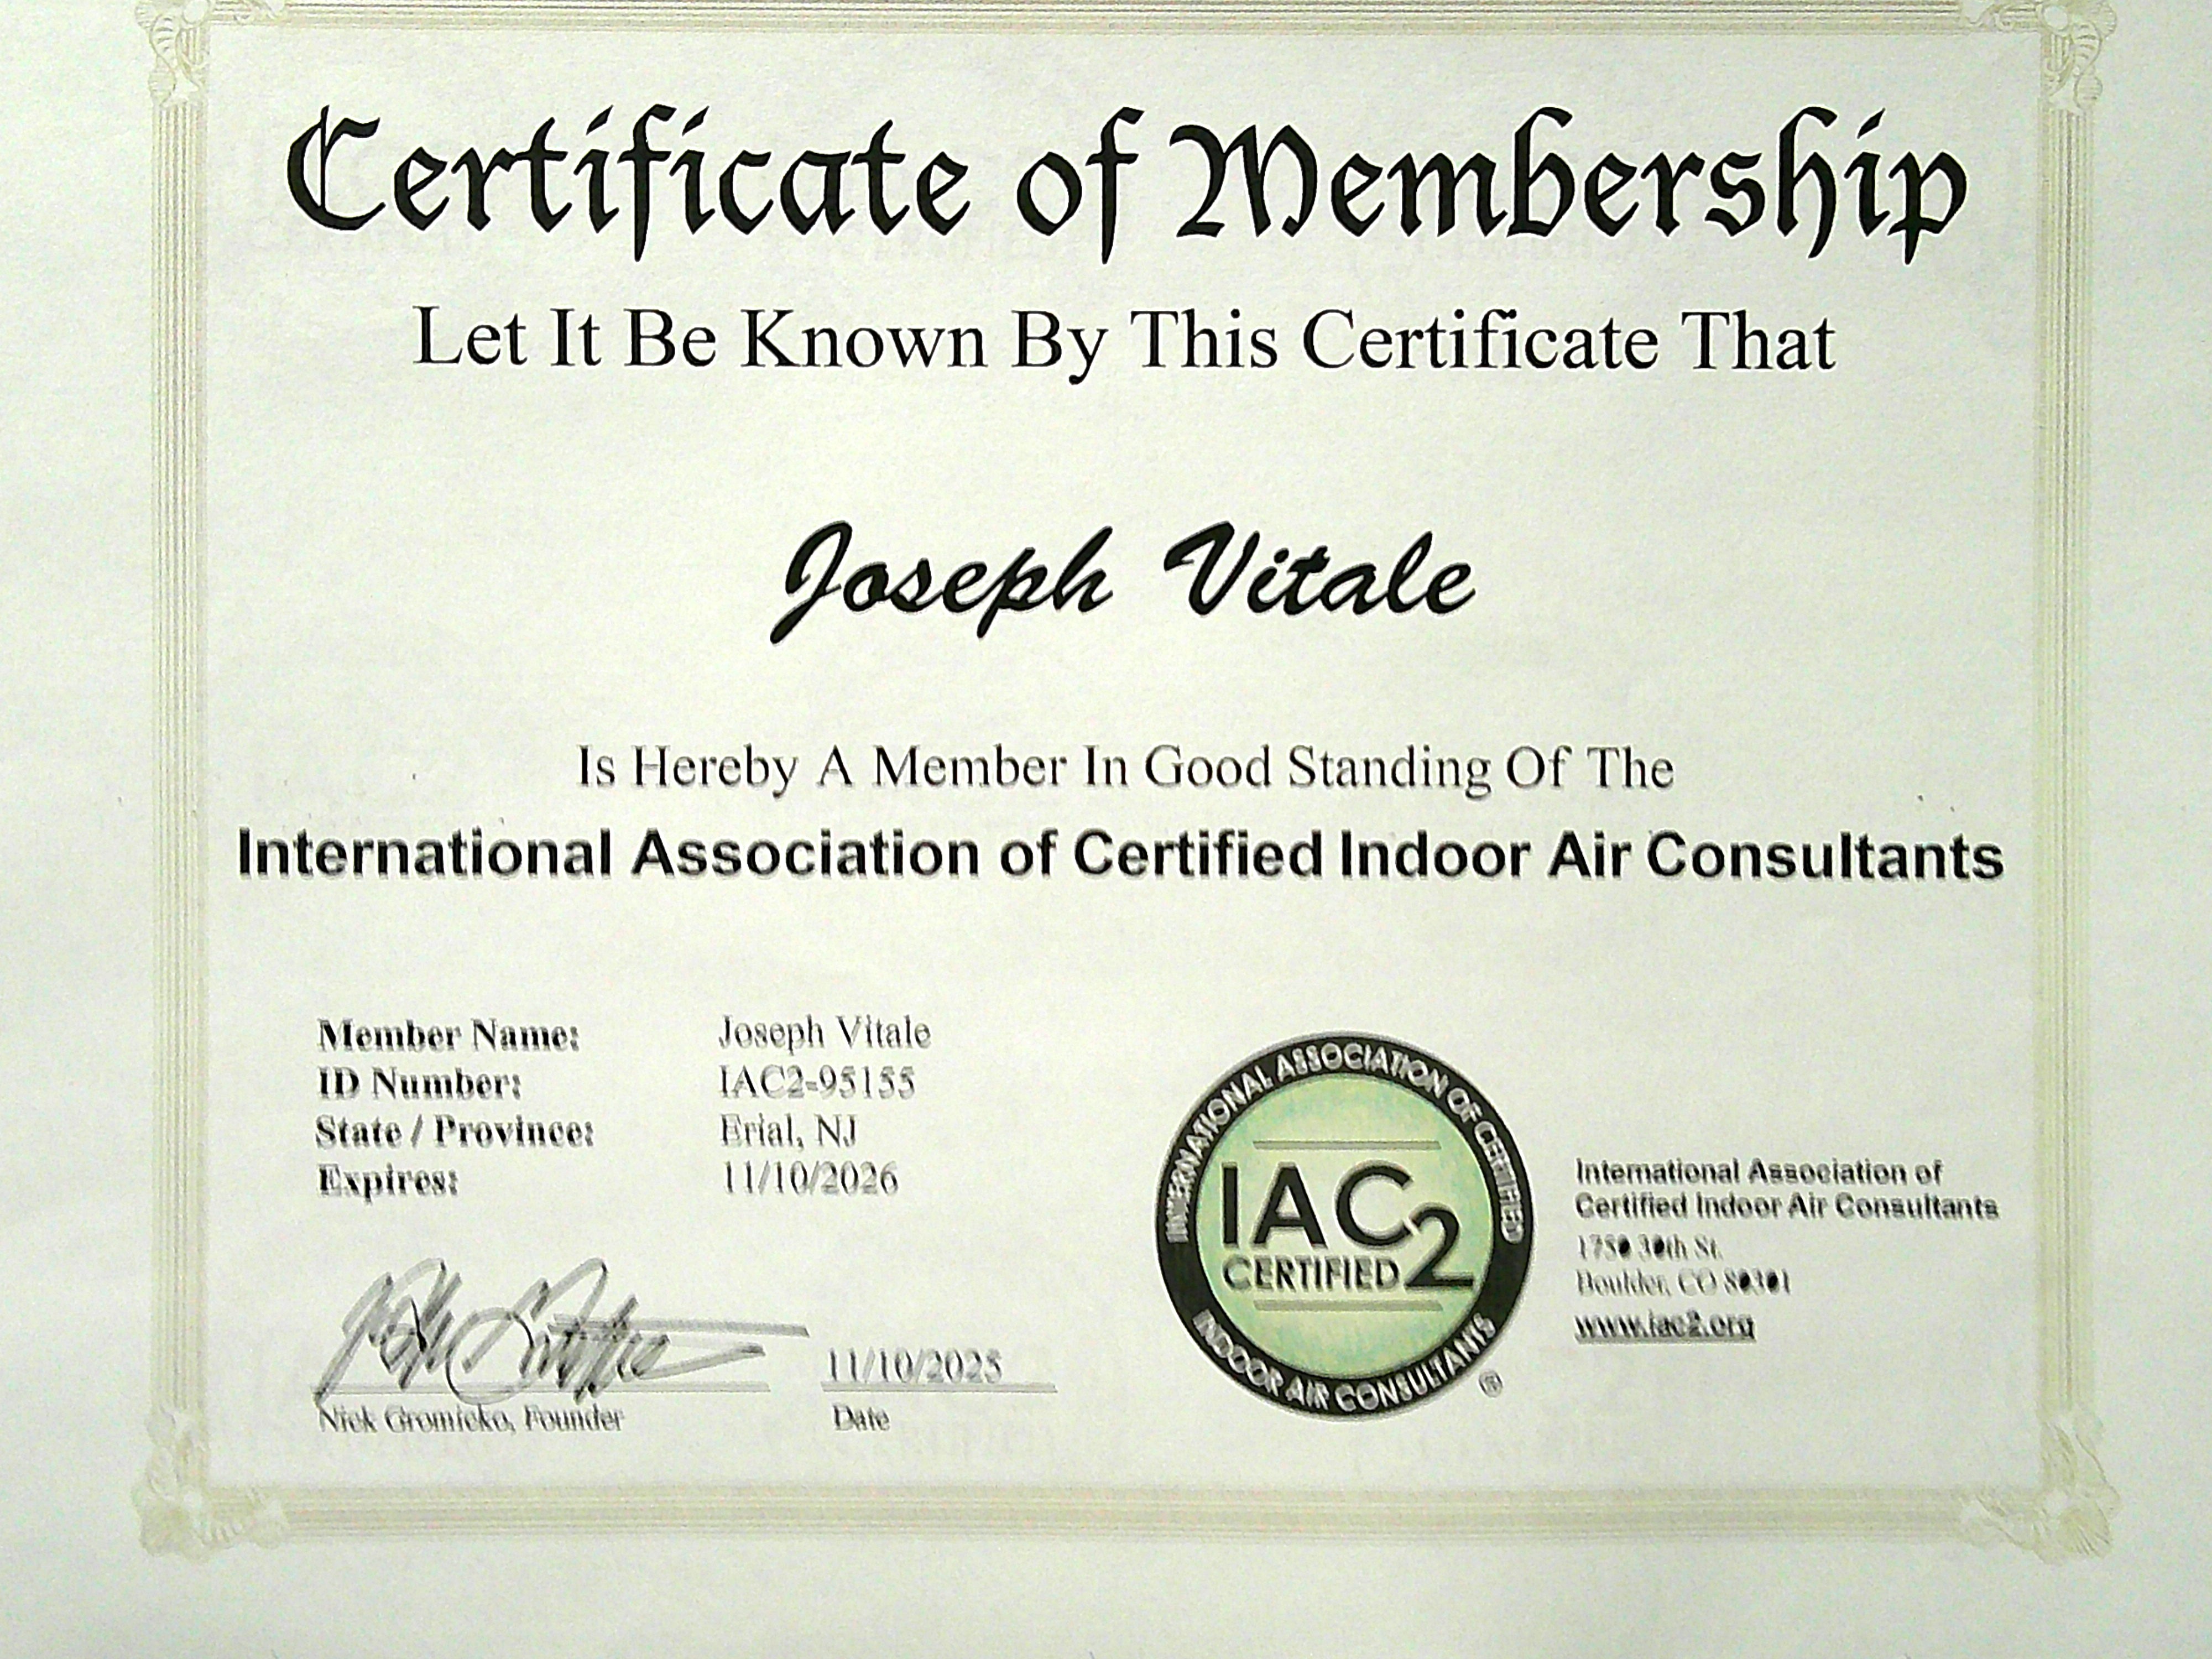 Certificate of Membership
Let It Be Known By This Certificate That
Joseph Vitale
Is Hereby A Member In Good Standing Of The
International Association of Certified Indoor Air Consultants
Member Name: Joseph Vitale
ID Number: IAC2-95155
State / Province: Erial, NJ
Expires: 11/10/2026
11/10/2025
Nick Gromicko, Founder
Date
INTERNATIONAL ASSOCIATION OF CERTIFIED
IAC2
CERTIFIED
INDOOR AIR CONSULTANTS
®
International Association of
Certified Indoor Air Consultants
1750 30th St.
Boulder, CO 80301
www.iac2.org